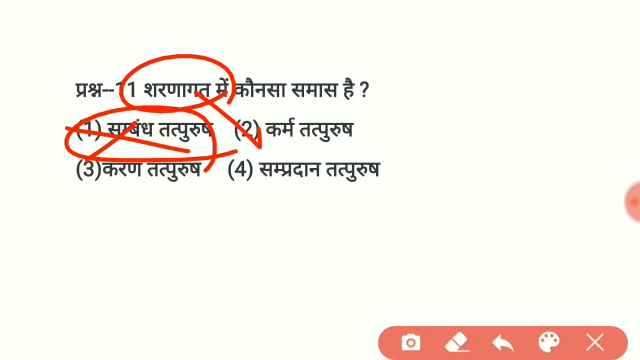 प्रश्न--11 शरणागत में कौनसा समास है ?
(1) सम्बंध तत्पुरुष (2) कर्म तत्पुरुष
(3)करण तत्पुरुष (4) सम्प्रदान तत्पुरुष